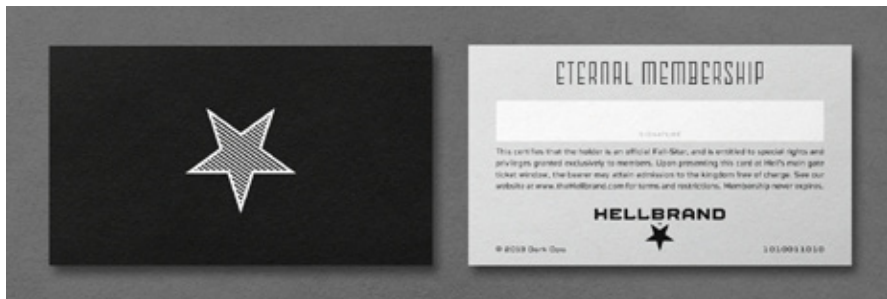 ETERNAL MEMBERSHIP
SIGNATURE
This certifies that the holder is an official Fall-Star, and is entitled to special rights and
privileges granted exclusively to members. Upon presenting this card at Hell's main gate
ticket window, the bearer may attain admission to the kingdom free of charge. See our
website at www.theHellbrand.com for terms and restrictions. Membership never expires.
HELLBRAND
© Dark
1010011010